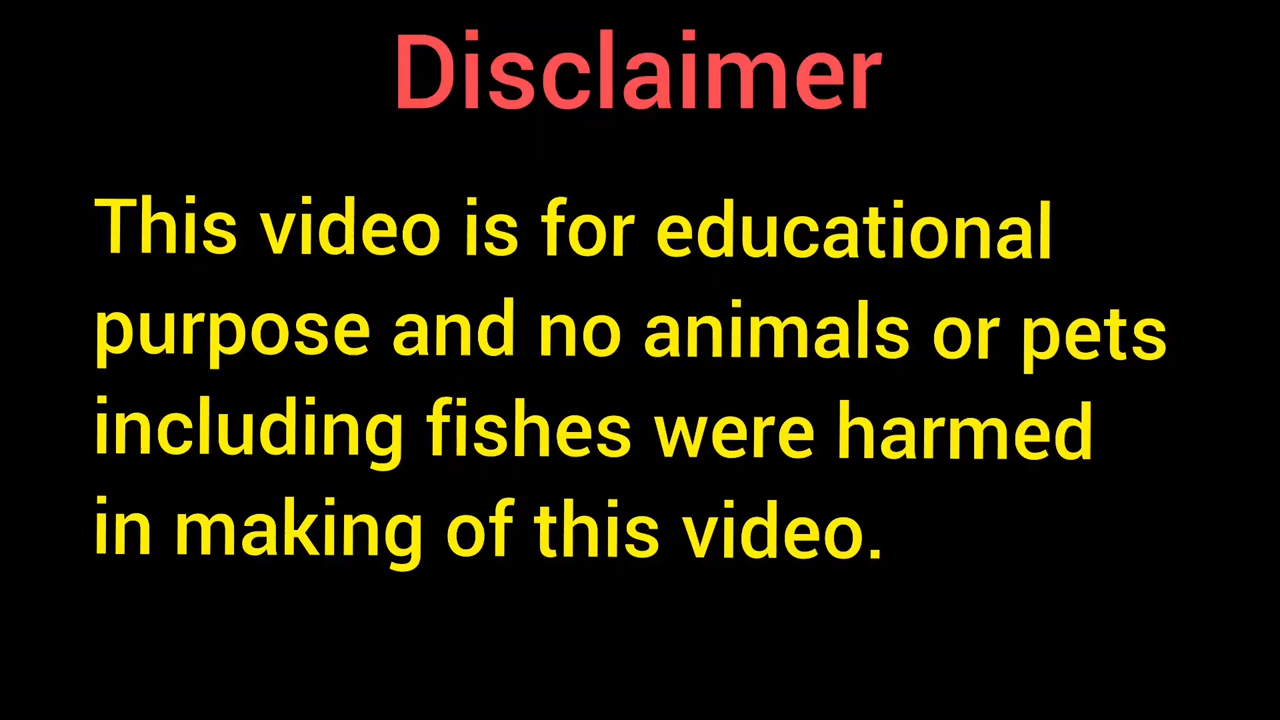 Disclaimer
This video is for educational
purpose and no animals or pets
including fishes were harmed
in making of this video.